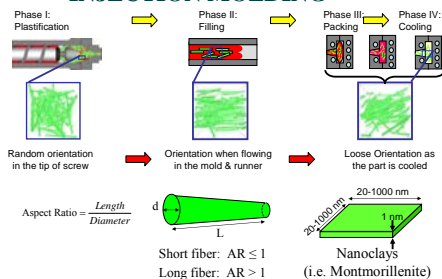 INJECTION MOLDING
Phase I:
Plastification
Phase II:
Filling
Phase III:
Packing
Phase IV:
Cooling
Random orientation
in the tip of screw
Orientation when flowing
in the mold & runner
Loose Orientation as
the part is cooled
Aspect Ratio = Length / Diameter
d
L
Short fiber: AR ≤ 1
Long fiber: AR > 1
20-1000 nm
20-1000 nm
1 nm
Nanoclays
(i.e. Montmorillenite)